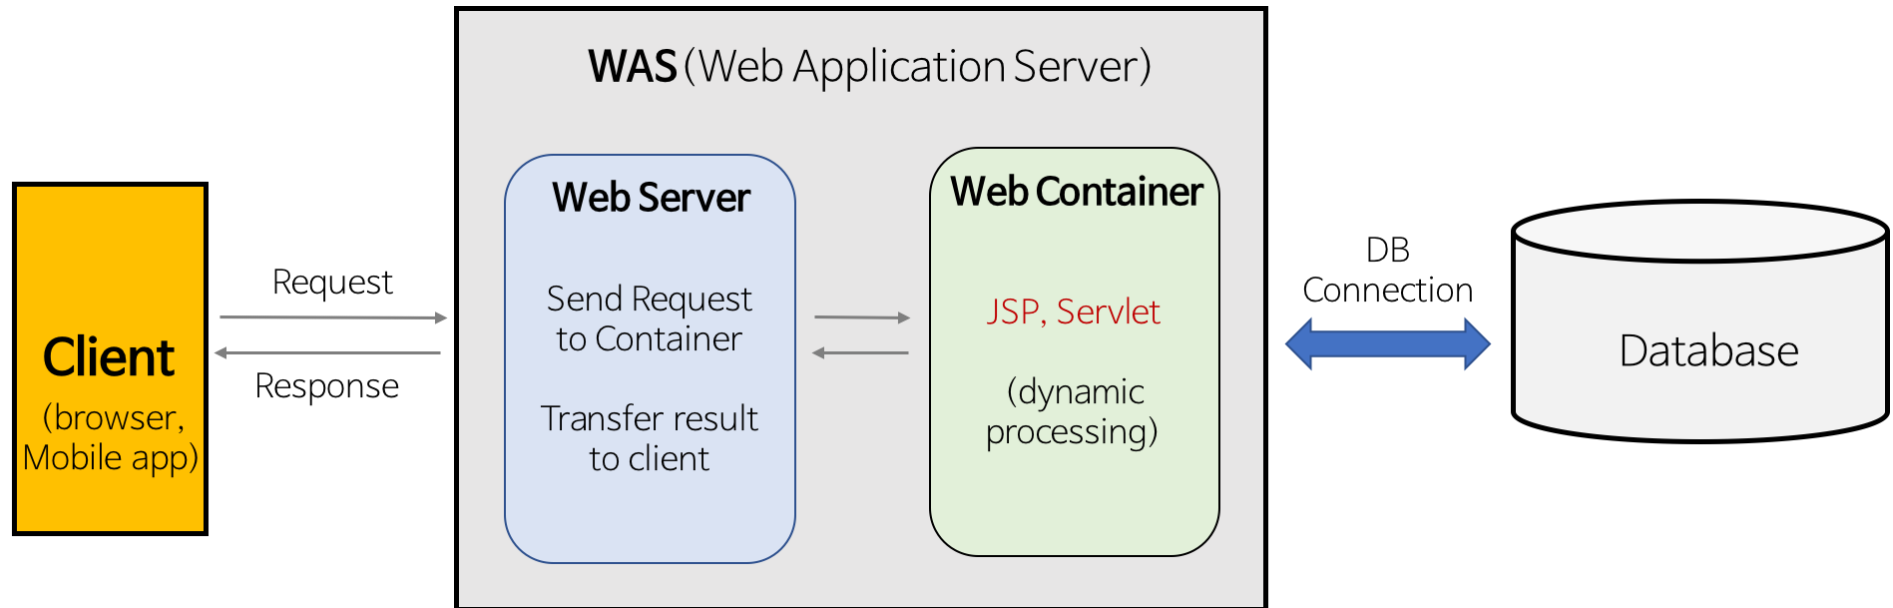 WAS(Web Application Server)
Client
(browser,
Mobile app)
Request
Response
Web Server
Send Request
to Container
Transfer result
to client
Web Container
JSP, Servlet
(dynamic
processing)
DB
Connection
Database